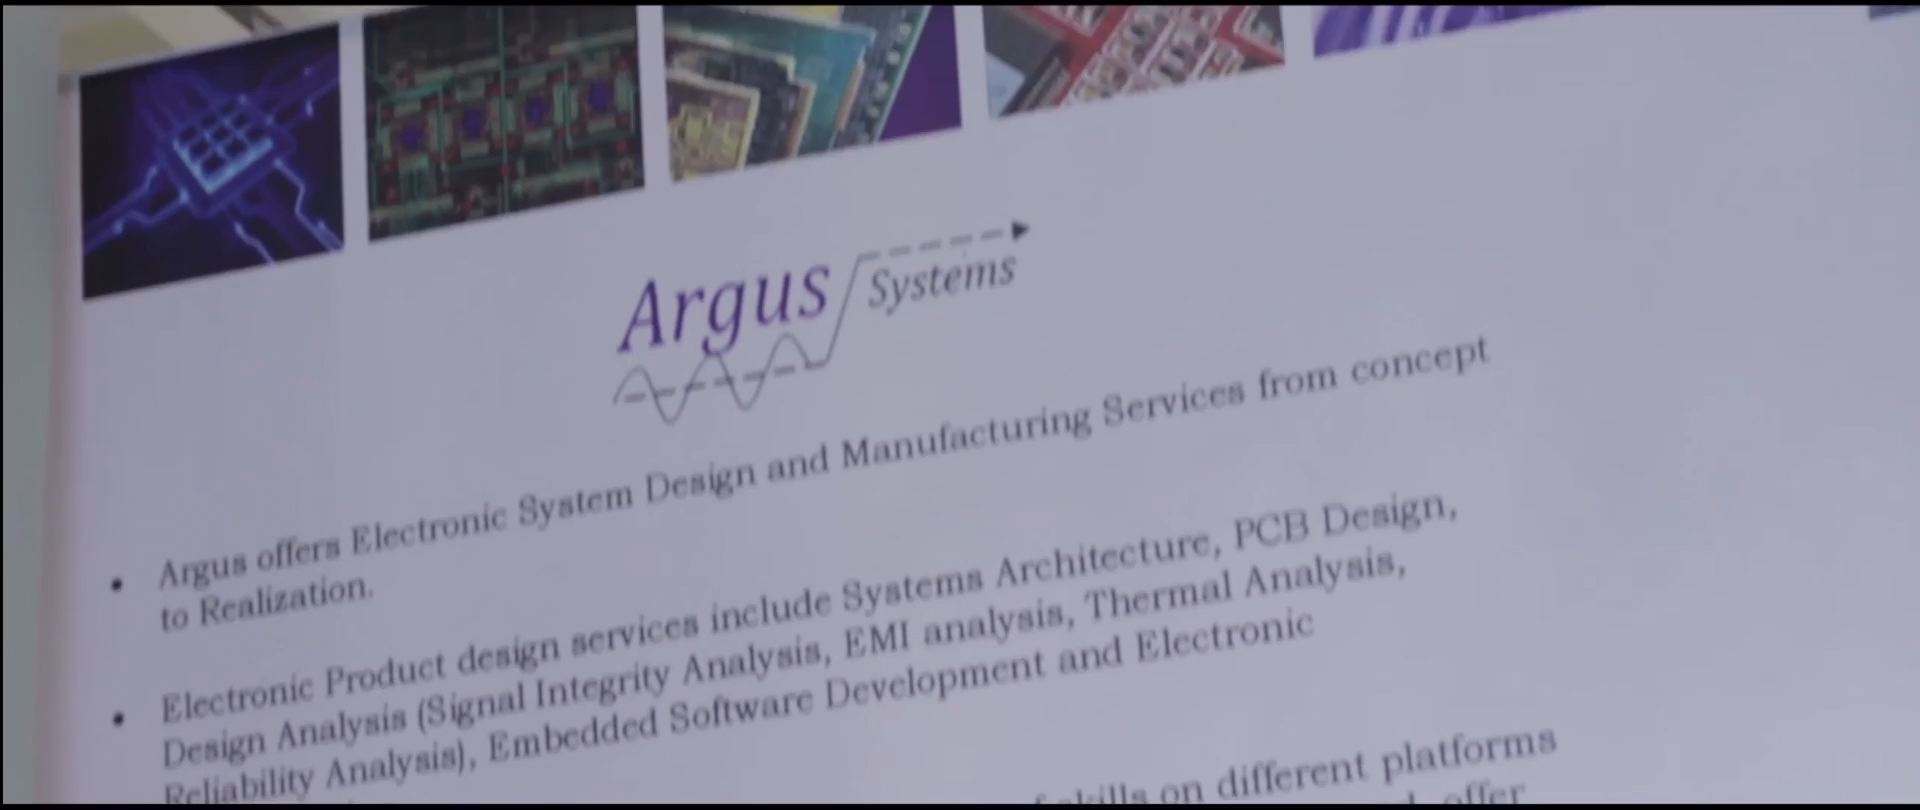 Argus Systems
• Argus offers Electronic System Design and Manufacturing Services from concept
to Realization.
• Electronic Product design services include Systems Architecture, PCB Design,
Design Analysis (Signal Integrity Analysis, EMI analysis, Thermal Analysis,
Reliability Analysis), Embedded Software Development and Electronic
skills on different platforms
offer